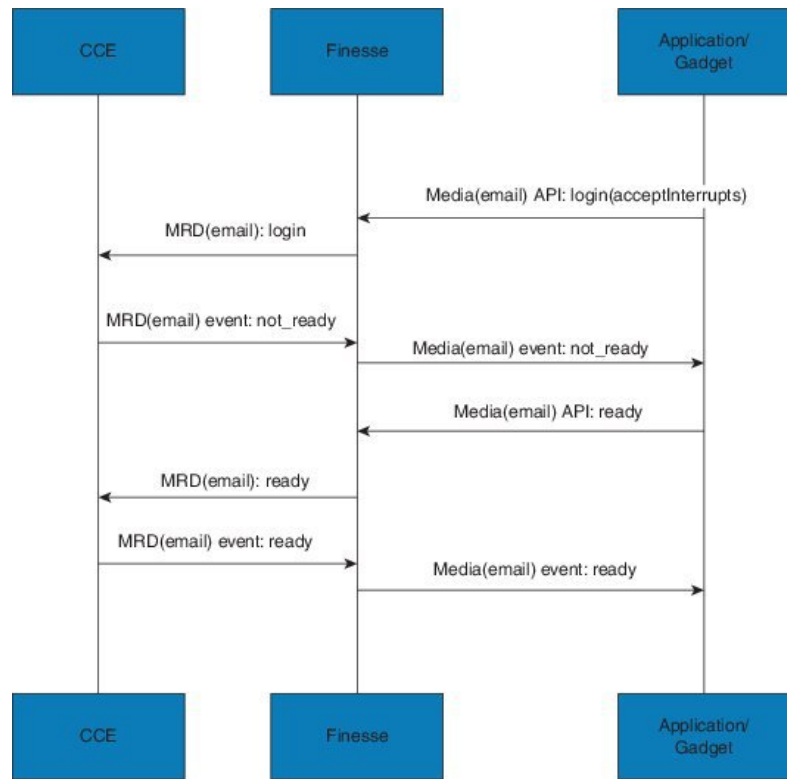 CCE
Finesse
Application/
Gadget
Media(email) API: login(acceptInterrupts)
MRD(email): login
MRD(email) event: not_ready
Media(email) event: not_ready
Media(email) API: ready
MRD(email): ready
MRD(email) event: ready
Media(email) event: ready
CCE
Finesse
Application/
Gadget